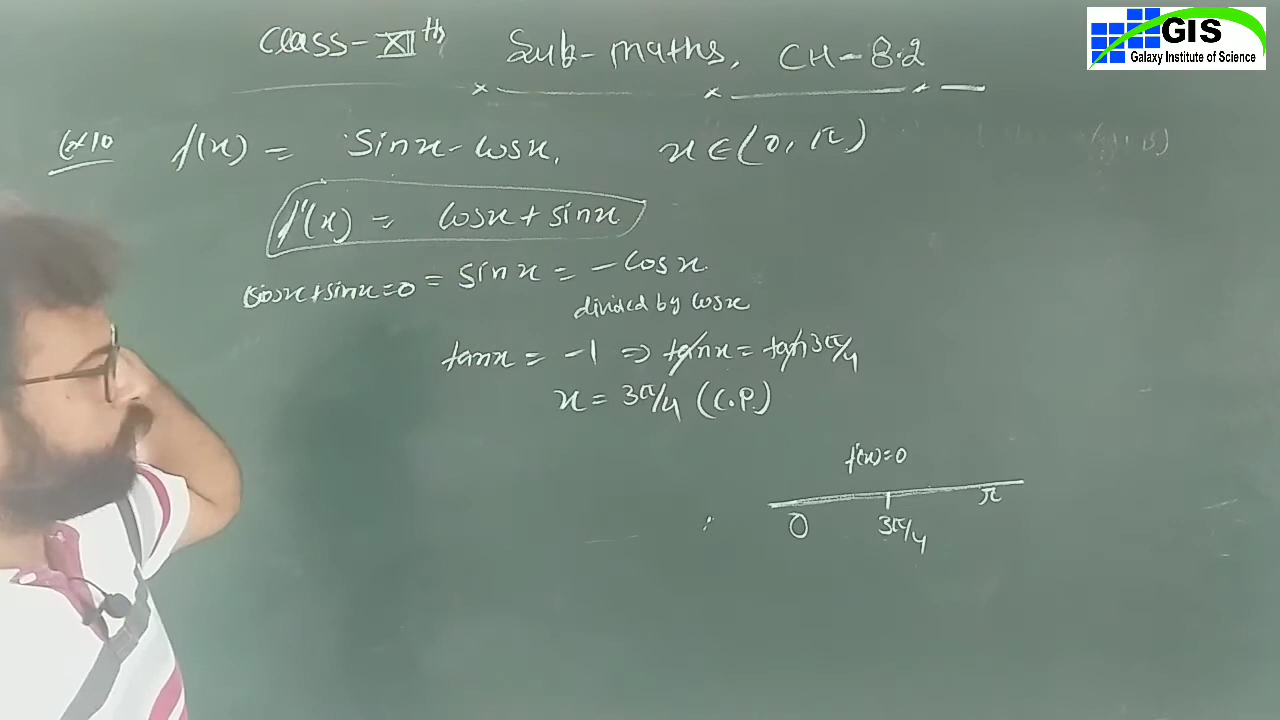 Class-XIIth Sub-maths, CH-8.2
GIS
Galaxy Institute of Science
Ex10 f(x) = sinx-cosx, x∈(0,π)
f'(x) = cosx+sinx
cosx+sinx=0 = sinx = -cosx
divided by cosx
tanx = -1 ⇒ tanx = tan3π/4
x = 3π/4 (C.P.)
f'(x)=0
0 3π/4 π